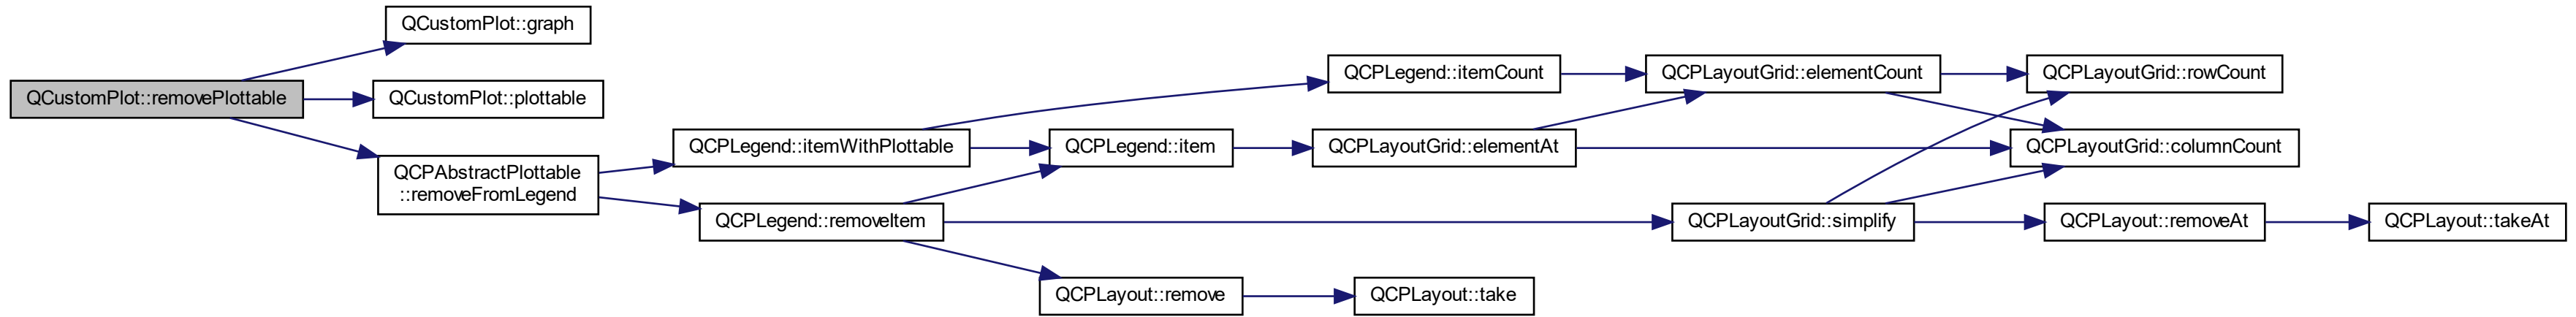 QCustomPlot::removePlottable
QCustomPlot::graph
QCustomPlot::plottable
QCPAbstractPlottable
::removeFromLegend
QCPLegend::itemWithPlottable
QCPLegend::removeItem
QCPLegend::itemCount
QCPLegend::item
QCPLayout::remove
QCPLayoutGrid::elementAt
QCPLayout::take
QCPLayoutGrid::elementCount
QCPLayoutGrid::simplify
QCPLayoutGrid::rowCount
QCPLayoutGrid::columnCount
QCPLayout::removeAt
QCPLayout::takeAt